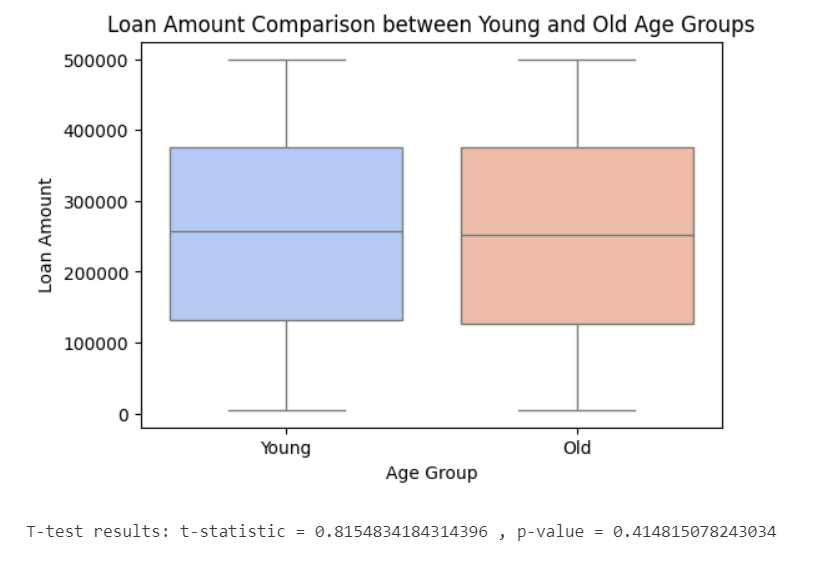 Loan Amount Comparison between Young and Old Age Groups
500000
400000
300000
200000
100000
0
Loan Amount
Young
Old
Age Group
T-test results: t-statistic = 0.8154834184314396 , p-value = 0.414815078243034